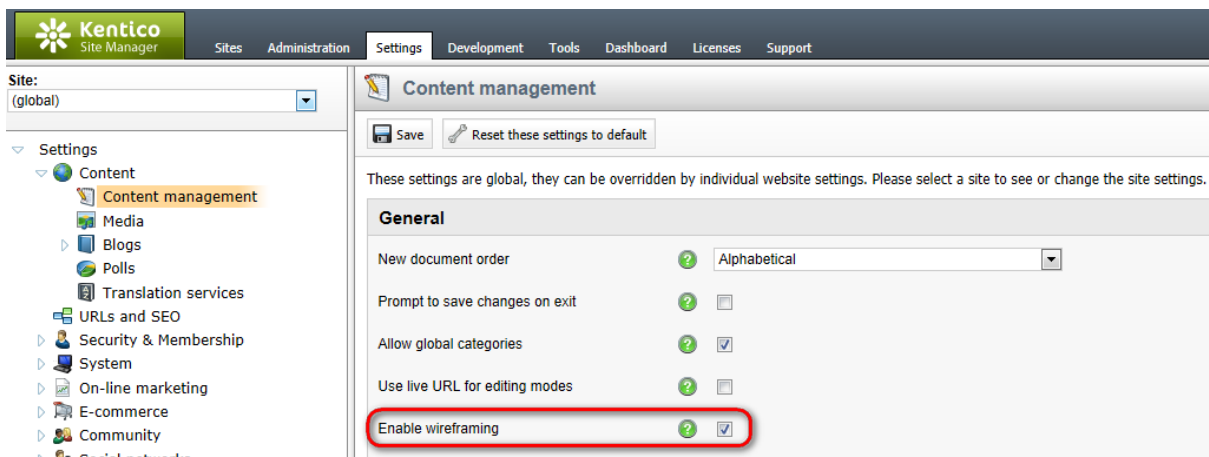 Kentico
Site Manager
Sites Administration Settings Development Tools Dashboard Licenses Support
Site:
(global)
Settings
Content
Content management
Media
Blogs
Polls
Translation services
URLs and SEO
Security & Membership
System
On-line marketing
E-commerce
Community
Social networks
Content management
Save Reset these settings to default
These settings are global, they can be overridden by individual website settings. Please select a site to see or change the site settings.
General
New document order ? Alphabetical
Prompt to save changes on exit ?
Allow global categories ?
Use live URL for editing modes ?
Enable wireframing ?